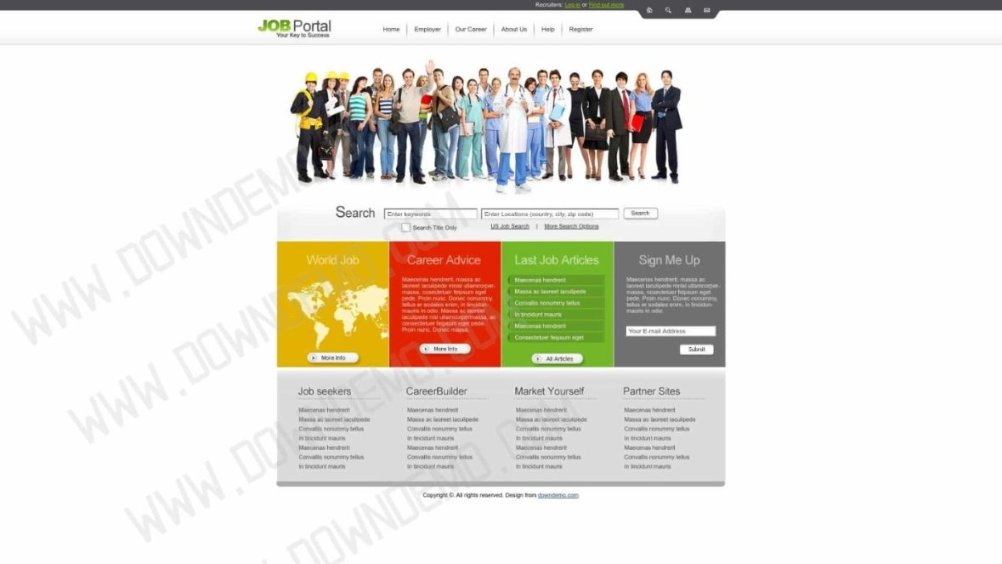 Recruiters: Log in or Find out more
JOB Portal
Your Key to Success
Home
Employer
Our Career
About Us
Help
Register
Search
Enter keywords
Enter Locations (country, city, zip code)
Search
Search Title Only
US Job Search | More Search Options
World Job
More Info
Career Advice
Maecenas hendrerit, massa ac
laoreet iaculipede mnisl ullamcorper-
massa, cosectetuer feipsum eget
pede. Proin nunc. Donec nonummy,
tellus er sodales enim, in tincidun-
mauris in odio. Massa ac laoreet
iaculipede nisl ullamcorpermassa, ac
consectetuer feipsum eget pede.
Proin nunc. Donec massa.
More Info
Last Job Articles
Maecenas hendrerit
Massa ac laoreet iaculipede
Convallis nonummy tellus
In tincidunt mauris
Maecenas hendrerit
Consectetuer feipsum eget
All Articles
Sign Me Up
Maecenas hendrerit, massa ac
laoreet iaculipede mnisl ullamcorper-
massa, cosectetuer feipsum eget
pede. Proin nunc. Donec nonummy,
tellus er sodales enim, in tincidun-
mauris in odio.
Your E-mail Address
Submit
Job seekers
Maecenas hendrerit
Massa ac laoreet iaculipede
Convallis nonummy tellus
In tincidunt mauris
Maecenas hendrerit
Convallis nonummy tellus
In tincidunt mauris
CareerBuilder
Maecenas hendrerit
Massa ac laoreet iaculipede
Convallis nonummy tellus
In tincidunt mauris
Maecenas hendrerit
Convallis nonummy tellus
In tincidunt mauris
Market Yourself
Maecenas hendrerit
Massa ac laoreet iaculipede
Convallis nonummy tellus
In tincidunt mauris
Maecenas hendrerit
Convallis nonummy tellus
In tincidunt mauris
Partner Sites
Maecenas hendrerit
Massa ac laoreet iaculipede
Convallis nonummy tellus
In tincidunt mauris
Maecenas hendrerit
Convallis nonummy tellus
In tincidunt mauris
Copyright ©. All rights reserved. Design from downdemo.com
WWW.DOWNDEMO.COM
WWW.DOWNDEMO.COM
WWW.DOWNDEMO.COM
DOWNDEMO.COM